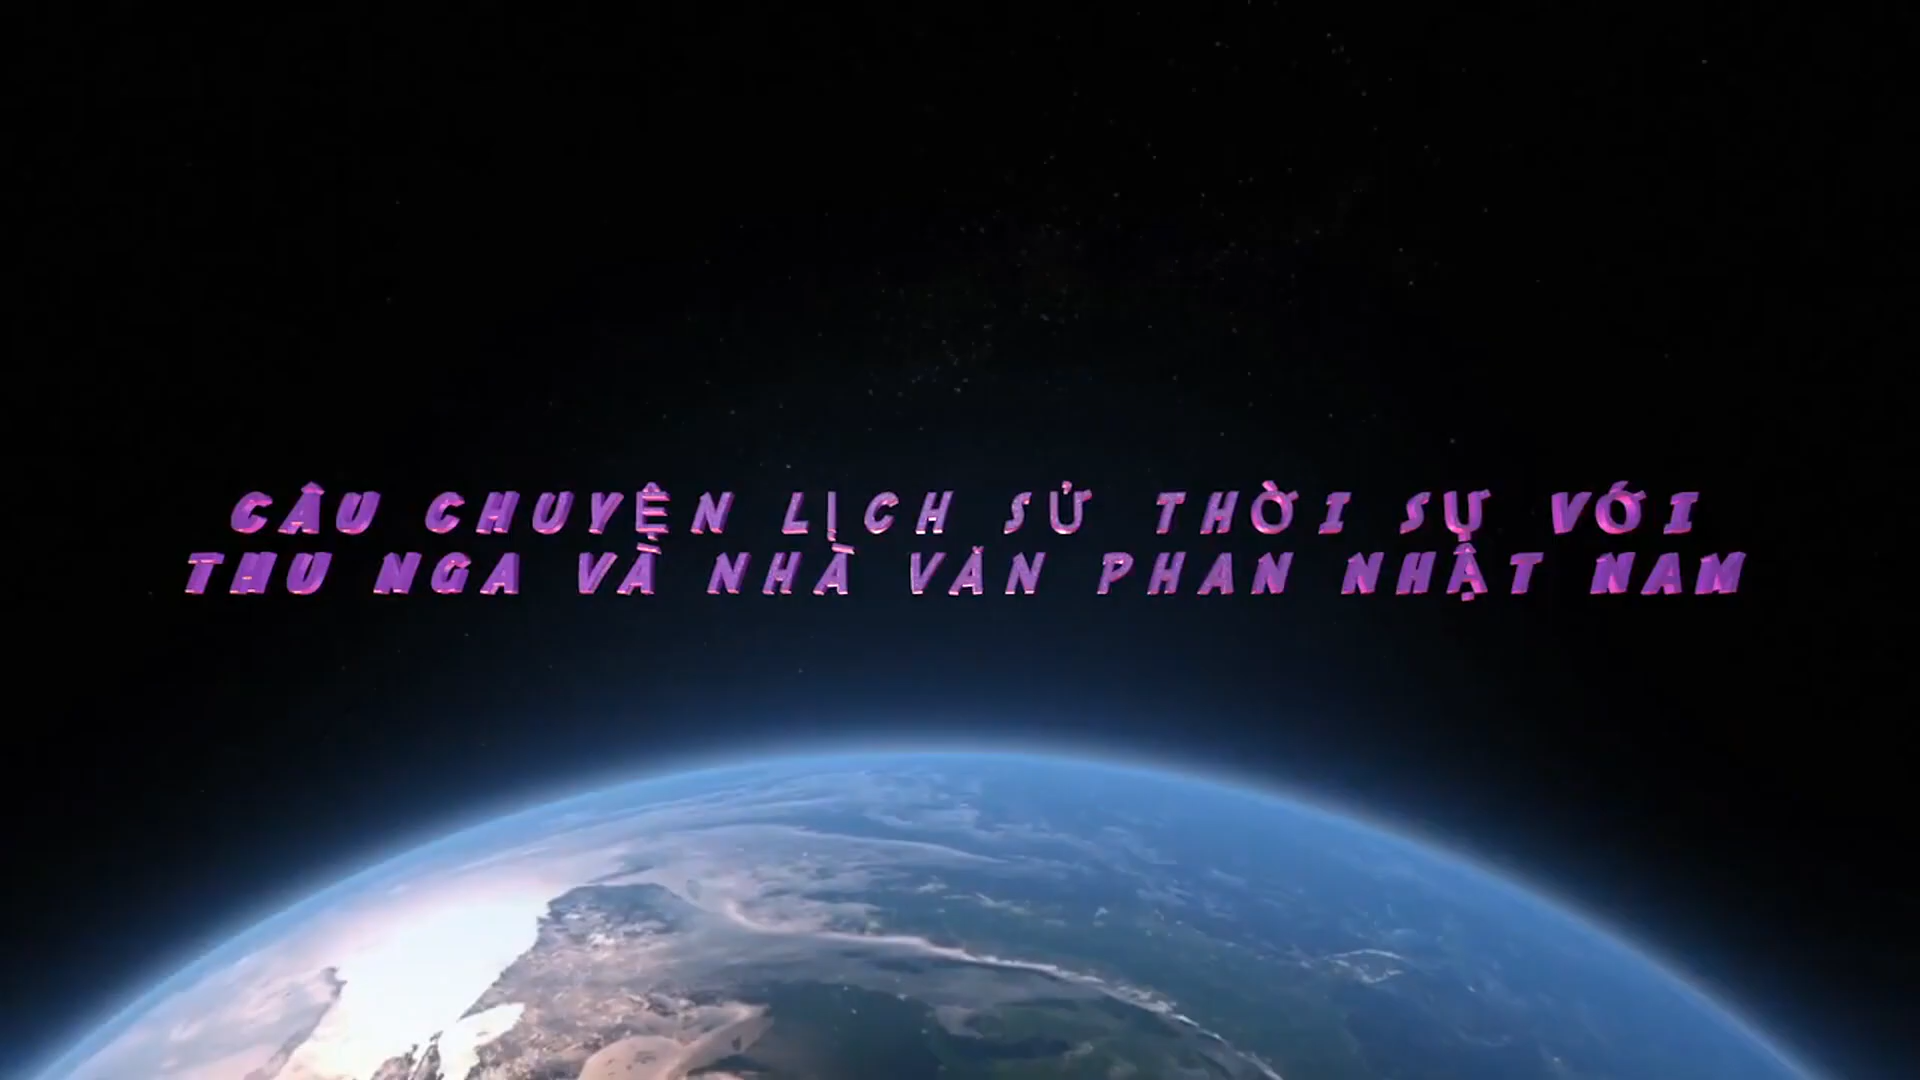 CÂU CHUYỆN LỊCH SỬ THỜI SỰ VỚI
THU NGA VÀ NHÀ VĂN PHAN NHẬT NAM